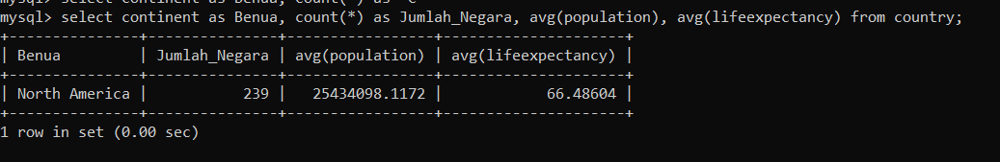 mysql> select continent as Benua, count(*) as
mysql> select continent as Benua, count(*) as Jumlah_Negara, avg(population), avg(lifeexpectancy) from country;
+---------------+---------------+-----------------+---------------------+
| Benua         | Jumlah_Negara | avg(population) | avg(lifeexpectancy) |
+---------------+---------------+-----------------+---------------------+
| North America |           239 |   25434098.1172 |            66.48604 |
+---------------+---------------+-----------------+---------------------+
1 row in set (0.00 sec)